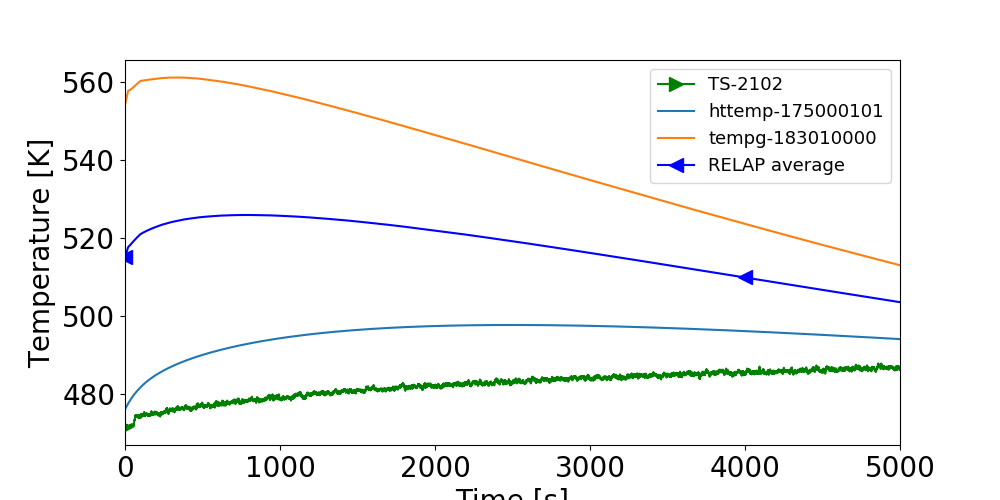 Temperature [K]
560
540
520
500
480
0 1000 2000 3000 4000 5000
Time [s]
TS-2102
httemp-175000101
tempg-183010000
RELAP average